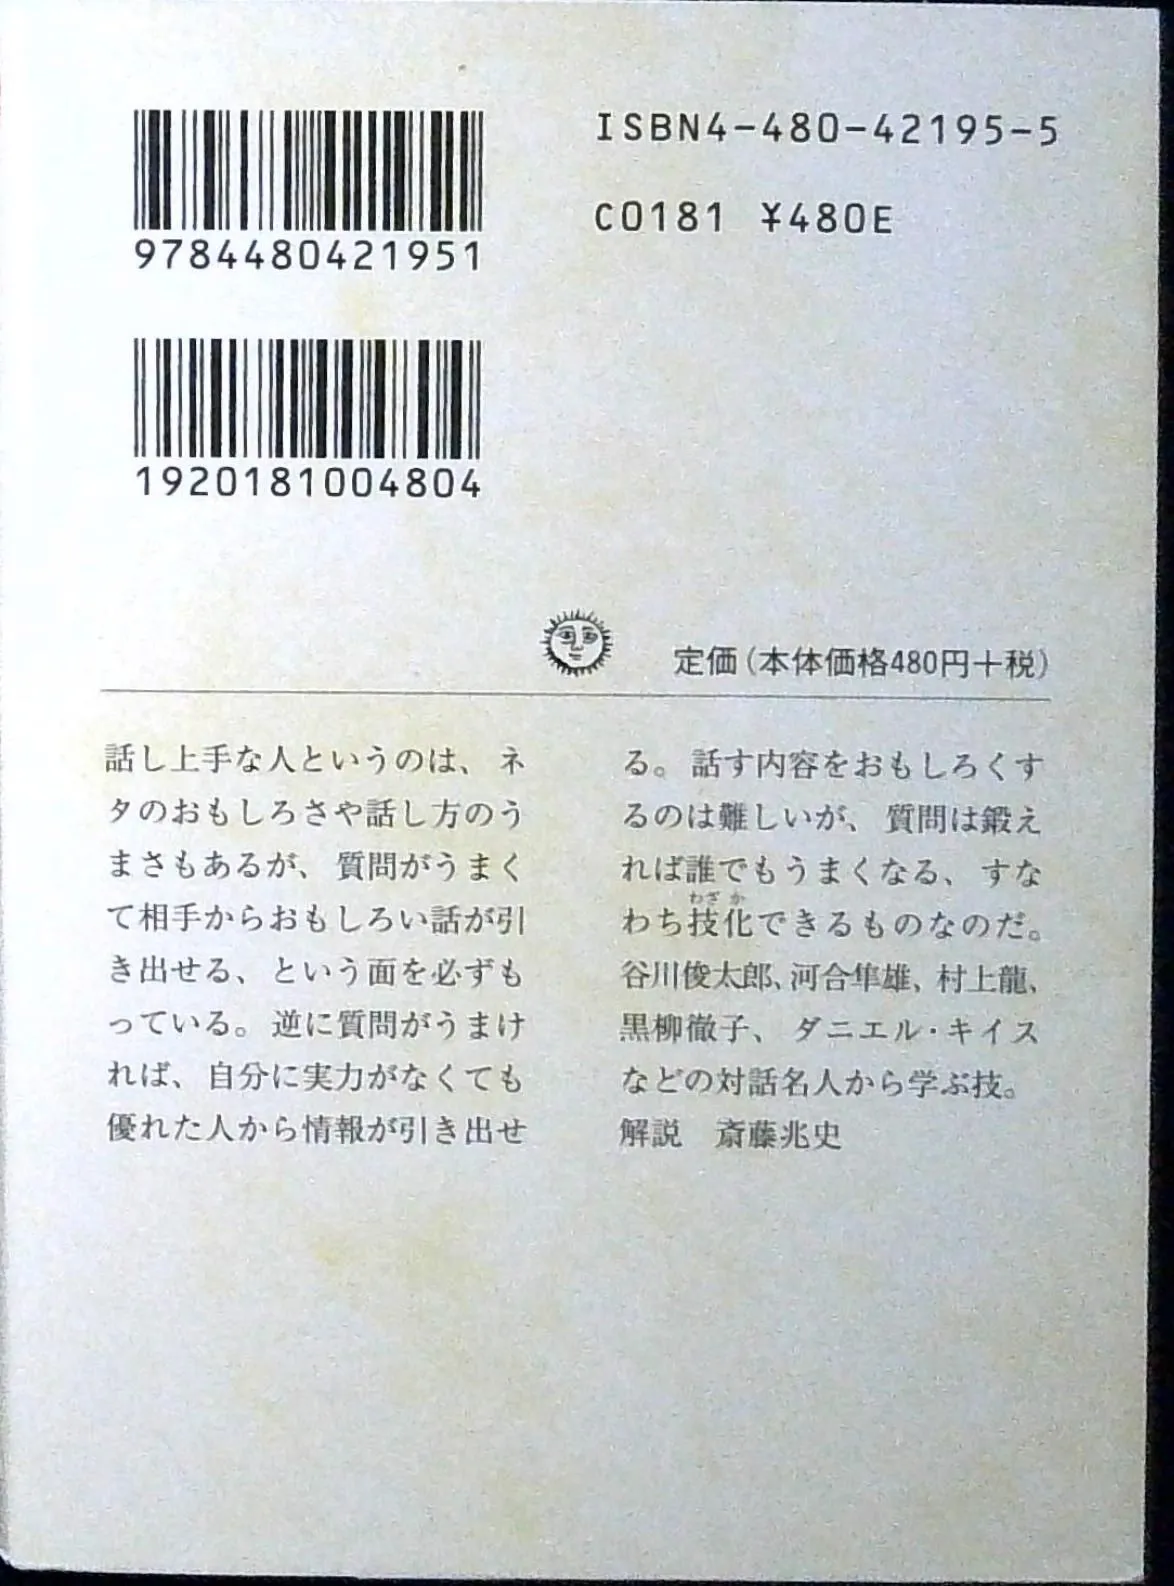 9784480421951
ISBN4-480-42195-5
C0181 ¥480E
1920181004804
定価(本体価格480円+税)
話し上手な人というのは、ネ
タのおもしろさや話し方のう
まさもあるが、質問がうまく
て相手からおもしろい話が引
き出せる、という面を必ずも
っている。逆に質問がうまけ
れば、自分に実力がなくても
優れた人から情報が引き出せ
る。話す内容をおもしろくす
るのは難しいが、質問は鍛え
れば誰でもうまくなる、すな
わざ か
わち技化できるものなのだ。
谷川俊太郎、河合隼雄、村上龍、
黒柳徹子、ダニエル・キイス
などの対話名人から学ぶ技。
解説 斎藤兆史